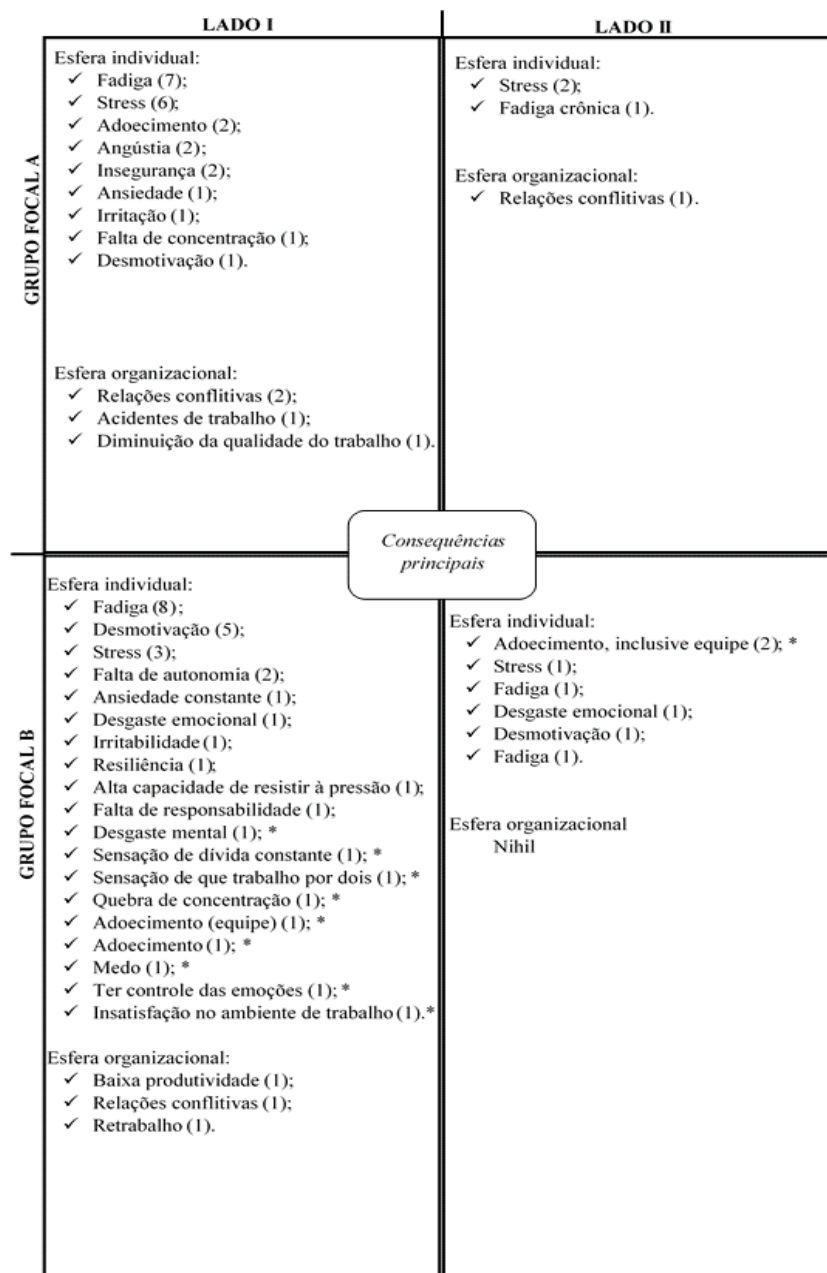 LADO I
LADO II
GRUPO FOCAL A
Esfera individual:
✓ Fadiga (7);
✓ Stress (6);
✓ Adoecimento (2);
✓ Angústia (2);
✓ Insegurança (2);
✓ Ansiedade (1);
✓ Irritação (1);
✓ Falta de concentração (1);
✓ Desmotivação (1).
Esfera organizacional:
✓ Relações conflitivas (2);
✓ Acidentes de trabalho (1);
✓ Diminuição da qualidade do trabalho (1).
Esfera individual:
✓ Stress (2);
✓ Fadiga crônica (1).
Esfera organizacional:
✓ Relações conflitivas (1).
Consequências
principais
GRUPO FOCAL B
Esfera individual:
✓ Fadiga (8);
✓ Desmotivação (5);
✓ Stress (3);
✓ Falta de autonomia (2);
✓ Ansiedade constante (1);
✓ Desgaste emocional (1);
✓ Irritabilidade (1);
✓ Resiliência (1);
✓ Alta capacidade de resistir à pressão (1);
✓ Falta de responsabilidade (1);
✓ Desgaste mental (1); *
✓ Sensação de dívida constante (1); *
✓ Sensação de que trabalho por dois (1); *
✓ Quebra de concentração (1); *
✓ Adoecimento (equipe) (1); *
✓ Adoecimento (1); *
✓ Medo (1); *
✓ Ter controle das emoções (1); *
✓ Insatisfação no ambiente de trabalho (1).*
Esfera organizacional:
✓ Baixa produtividade (1);
✓ Relações conflitivas (1);
✓ Retrabalho (1).
Esfera individual:
✓ Adoecimento, inclusive equipe (2); *
✓ Stress (1);
✓ Fadiga (1);
✓ Desgaste emocional (1);
✓ Desmotivação (1);
✓ Fadiga (1).
Esfera organizacional
Nihil